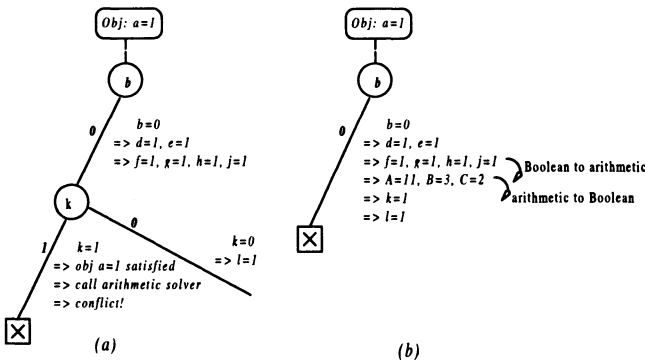 Obj: a=1
b
0
b=0
=> d=1, e=1
=> f=1, g=1, h=1, j=1
k
0
1
k=1
=> obj a=1 satisfied
=> call arithmetic solver
=> conflict!
k=0
=> l=1
(a)
Obj: a=1
b
0
b=0
=> d=1, e=1
=> f=1, g=1, h=1, j=1
Boolean to arithmetic
=> A=11, B=3, C=2
arithmetic to Boolean
=> k=1
=> l=1
(b)